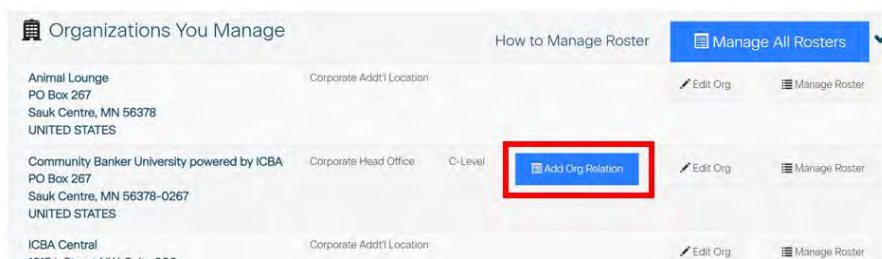 Organizations You Manage
How to Manage Roster
Manage All Rosters
Animal Lounge
PO Box 267
Sauk Centre, MN 56378
UNITED STATES
Corporate Addt'l Location
Edit Org
Manage Roster
Community Banker University powered by ICBA
PO Box 267
Sauk Centre, MN 56378-0267
UNITED STATES
Corporate Head Office
C-Level
Add Org Relation
Edit Org
Manage Roster
ICBA Central
Corporate Addt'l Location
Edit Org
Manage Roster